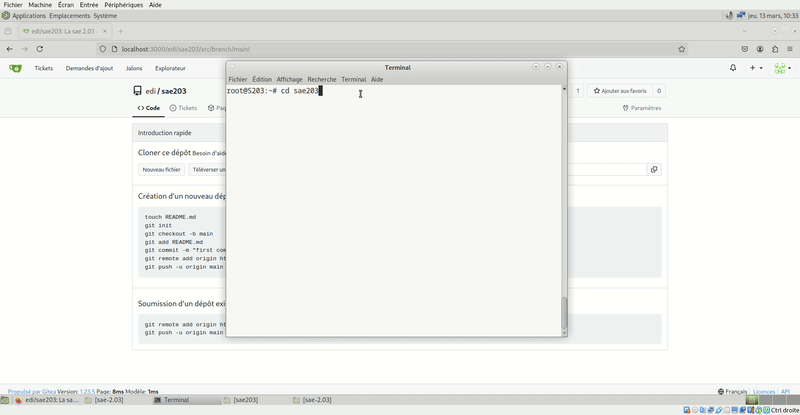 Fichier Machine Écran Entrée Périphériques Aide
Applications Emplacements Système
jeu. 13 mars, 10:33
edi/sae203: La sae 2.03 -
localhost:3000/edi/sae203/src/branch/main/
Tickets Demandes d'ajout Jalons Explorateur
edi / sae203
1 Ajouter aux favoris 0
Code Tickets
Paramètres
Introduction rapide
Cloner ce dépôt Besoin d'aide
Nouveau fichier Téléverser un
Création d'un nouveau dép
touch README.md
git init
git checkout -b main
git add README.md
git commit -m "first com
git remote add origin ht
git push -u origin main
Soumission d'un dépôt exi
git remote add origin ht
git push -u origin main
Terminal
Fichier Édition Affichage Recherche Terminal Aide
root@S203:~# cd sae203
Propulsé par Gitea Version: 1.23.5 Page: 8ms Modèle: 1ms
Français Licences API
edi/sae203: La sa... [sae-2.03] Terminal [sae203] [sae-2.03]
Ctrl droite